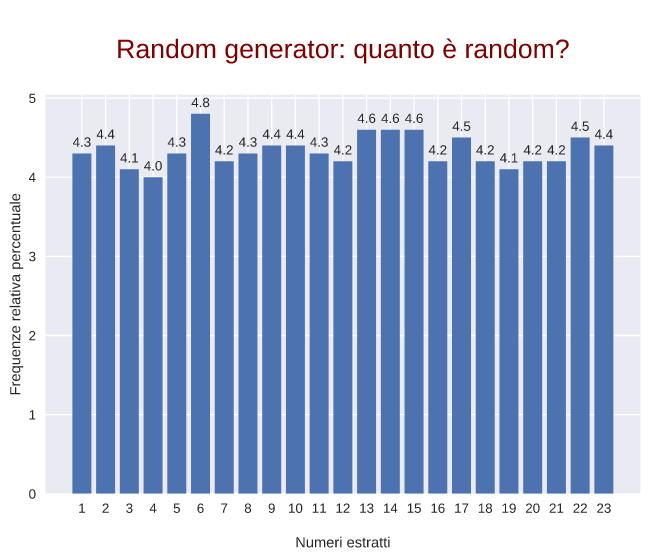 Random generator: quanto è random?
5
4
3
2
1
0
Frequenze relativa percentuale
4.3 4.4 4.1 4.0 4.3 4.8 4.2 4.3 4.4 4.4 4.3 4.2 4.6 4.6 4.6 4.2 4.5 4.2 4.1 4.2 4.2 4.5 4.4
1 2 3 4 5 6 7 8 9 10 11 12 13 14 15 16 17 18 19 20 21 22 23
Numeri estratti